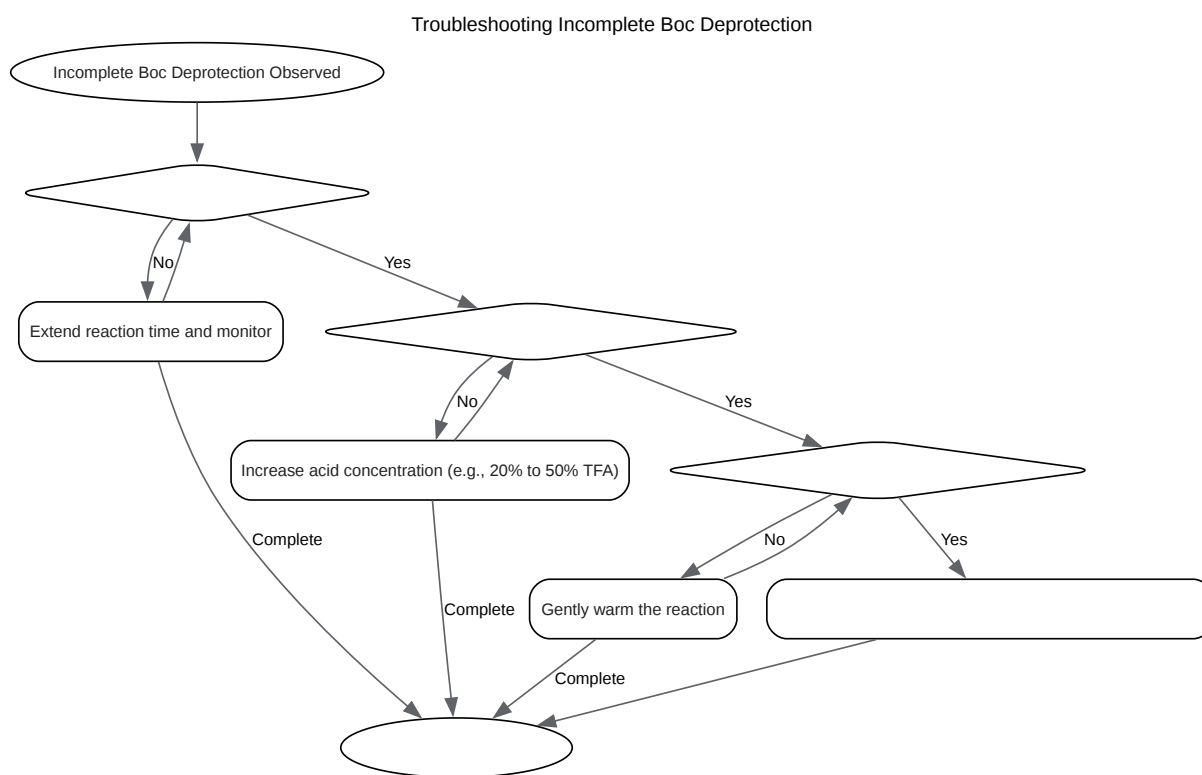 Troubleshooting Incomplete Boc Deprotection
Incomplete Boc Deprotection Observed
No
Yes
Extend reaction time and monitor
No
Yes
Increase acid concentration (e.g., 20% to 50% TFA)
Complete
No
Yes
Complete
Gently warm the reaction
Complete